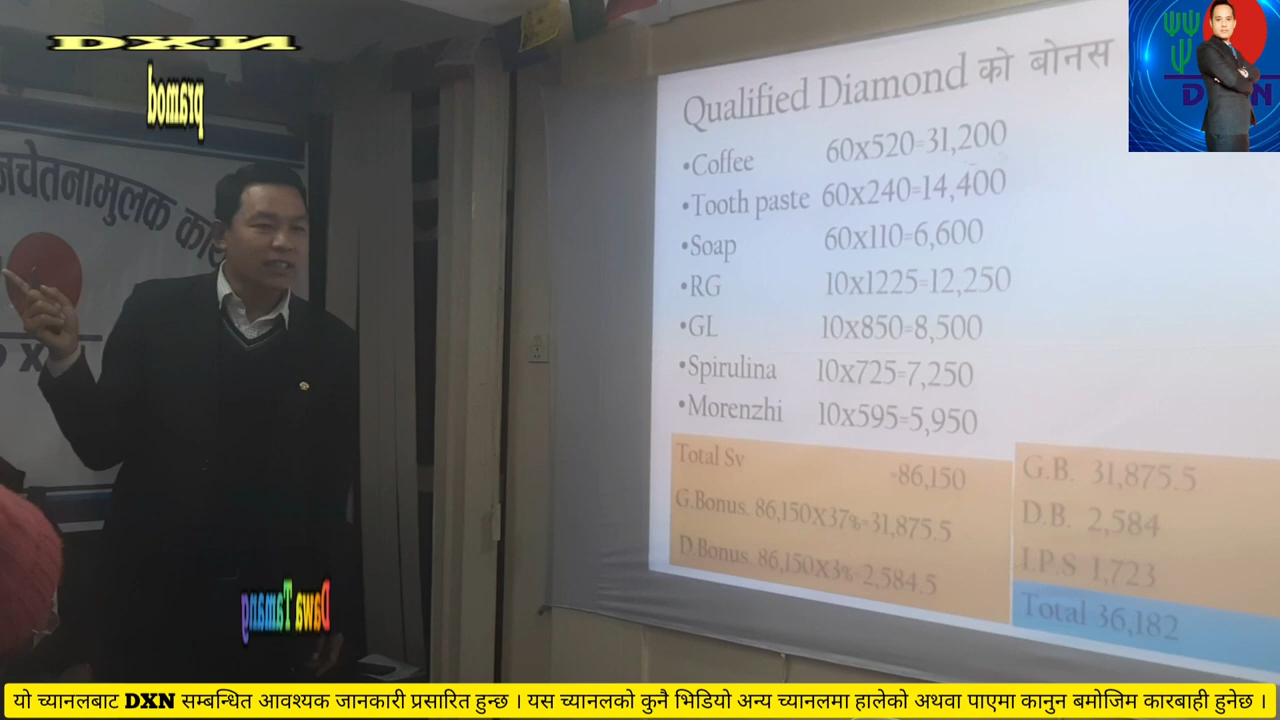 DXN
pramod
नचेतनामुलक का
DXN
Qualified Diamond को बोनस
•Coffee 60x520=31,200
•Tooth paste 60x240=14,400
•Soap 60x110=6,600
•RG 10x1225=12,250
•GL 10x850=8,500
•Spirulina 10x725=7,250
•Morenzhi 10x595=5,950
Total Sv =86,150
G.Bonus. 86,150X37%=31,875.5
D.Bonus. 86,150X3%=2,584.5
G.B. 31,875.5
D.B. 2,584
I.P.S 1,723
Total 36,182
Dawa Tamang
यो च्यानलबाट DXN सम्बन्धित आवश्यक जानकारी प्रसारित हुन्छ । यस च्यानलको कुनै भिडियो अन्य च्यानलमा हालेको अथवा पाएमा कानुन बमोजिम कारबाही हुनेछ ।